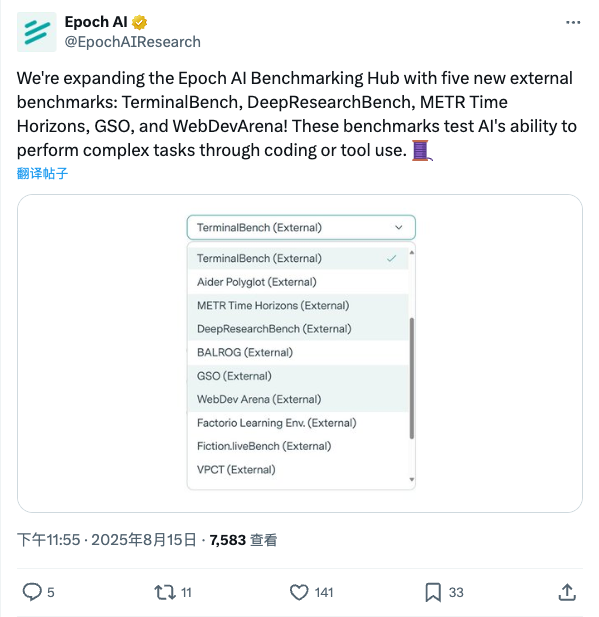 Epoch AI
@EpochAIResearch
We're expanding the Epoch AI Benchmarking Hub with five new external
benchmarks: TerminalBench, DeepResearchBench, METR Time
Horizons, GSO, and WebDevArena! These benchmarks test AI's ability to
perform complex tasks through coding or tool use. 🧵
翻译帖子
TerminalBench (External)
TerminalBench (External)
Aider Polyglot (External)
METR Time Horizons (External)
DeepResearchBench (External)
BALROG (External)
GSO (External)
WebDev Arena (External)
Factorio Learning Env. (External)
Fiction.liveBench (External)
VPCT (External)
下午11:55 · 2025年8月15日 · 7,583 查看
5 11 141 33